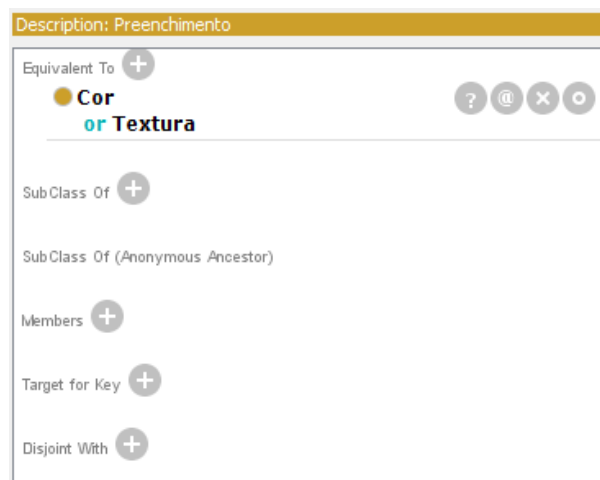 Description: Preenchimento
Equivalent To
Cor
or Textura
? @
SubClass Of
SubClass Of (Anonymous Ancestor)
Members
Target for Key
Disjoint With